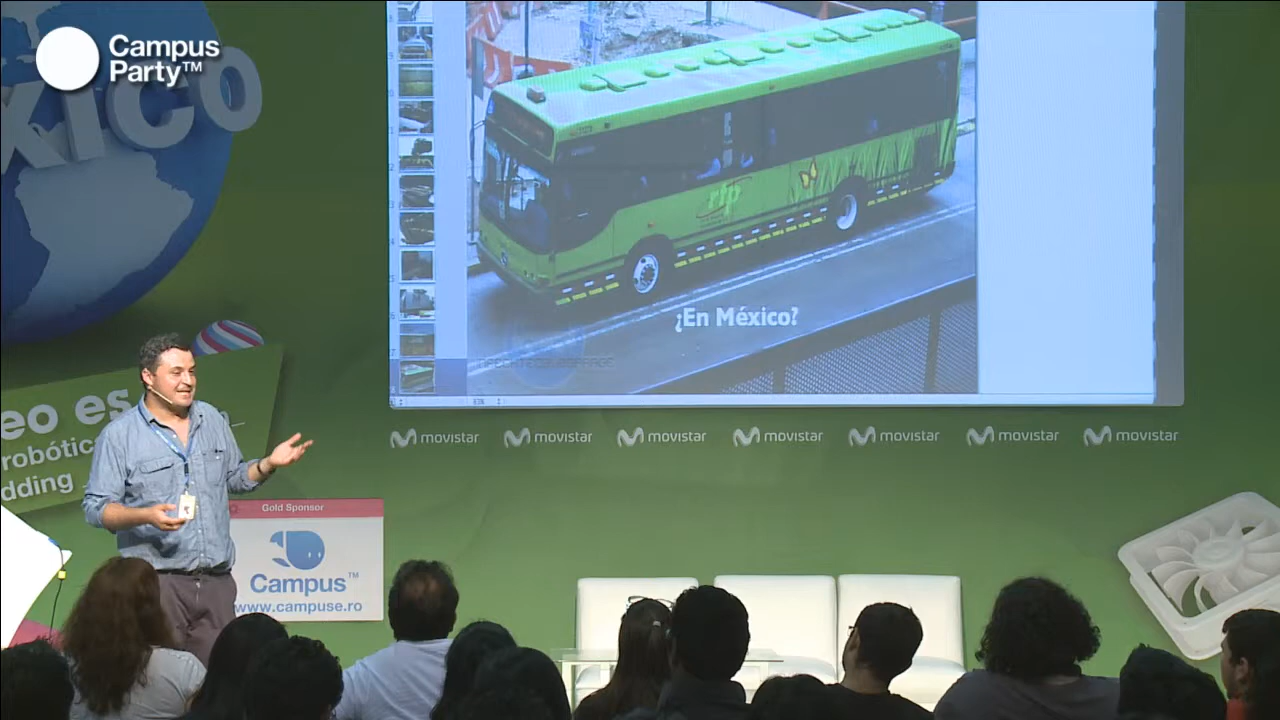 Campus
Party™
xico
rtp
¿En México?
movistar movistar movistar movistar movistar movistar movistar
eo es
robótic
dding
Gold Sponsor
Campus™
www.campuse.ro